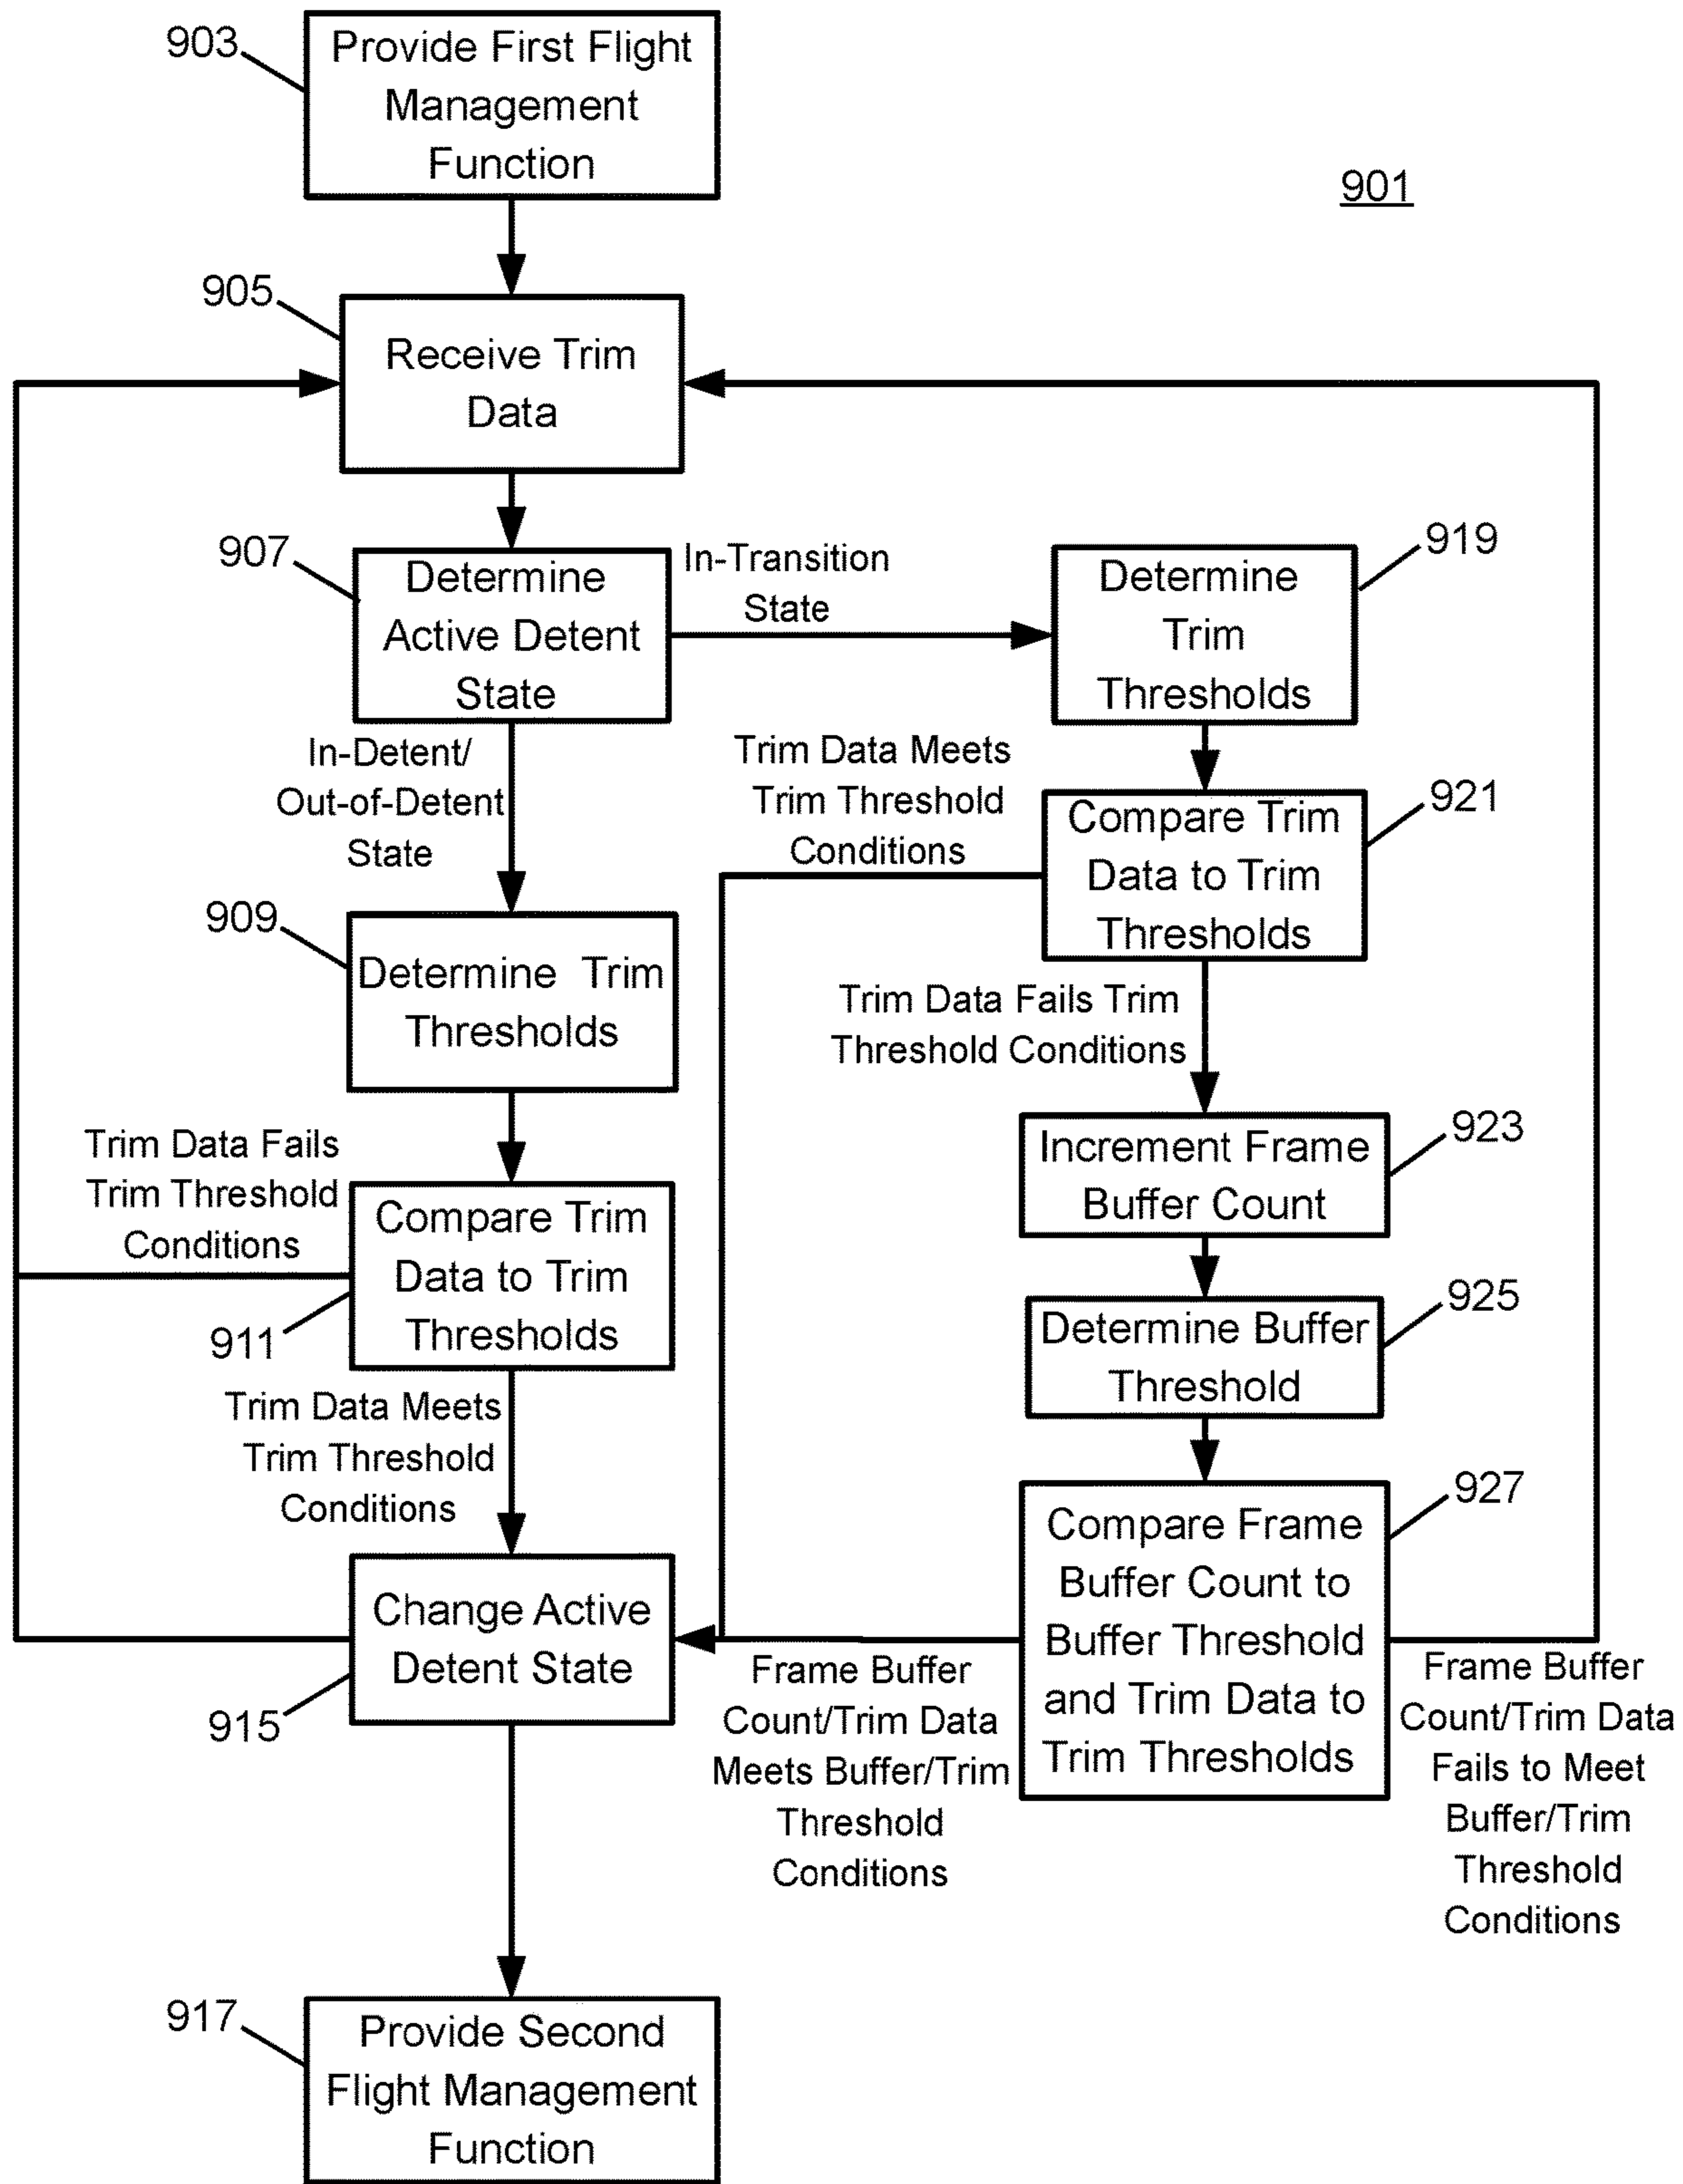 903
Provide First Flight
Management
Function
901
905
Receive Trim
Data
907
Determine
Active Detent
State
In-Transition
State
919
Determine
Trim
Thresholds
In-Detent/
Out-of-Detent
State
Trim Data Meets
Trim Threshold
Conditions
921
Compare Trim
Data to Trim
Thresholds
909
Determine Trim
Thresholds
Trim Data Fails Trim
Threshold Conditions
923
Increment Frame
Buffer Count
Trim Data Fails
Trim Threshold
Conditions
911
Compare Trim
Data to Trim
Thresholds
925
Determine Buffer
Threshold
Trim Data Meets
Trim Threshold
Conditions
927
Compare Frame
Buffer Count to
Buffer Threshold
and Trim Data to
Trim Thresholds
915
Change Active
Detent State
Frame Buffer
Count/Trim Data
Meets Buffer/Trim
Threshold
Conditions
Frame Buffer
Count/Trim Data
Fails to Meet
Buffer/Trim
Threshold
Conditions
917
Provide Second
Flight Management
Function